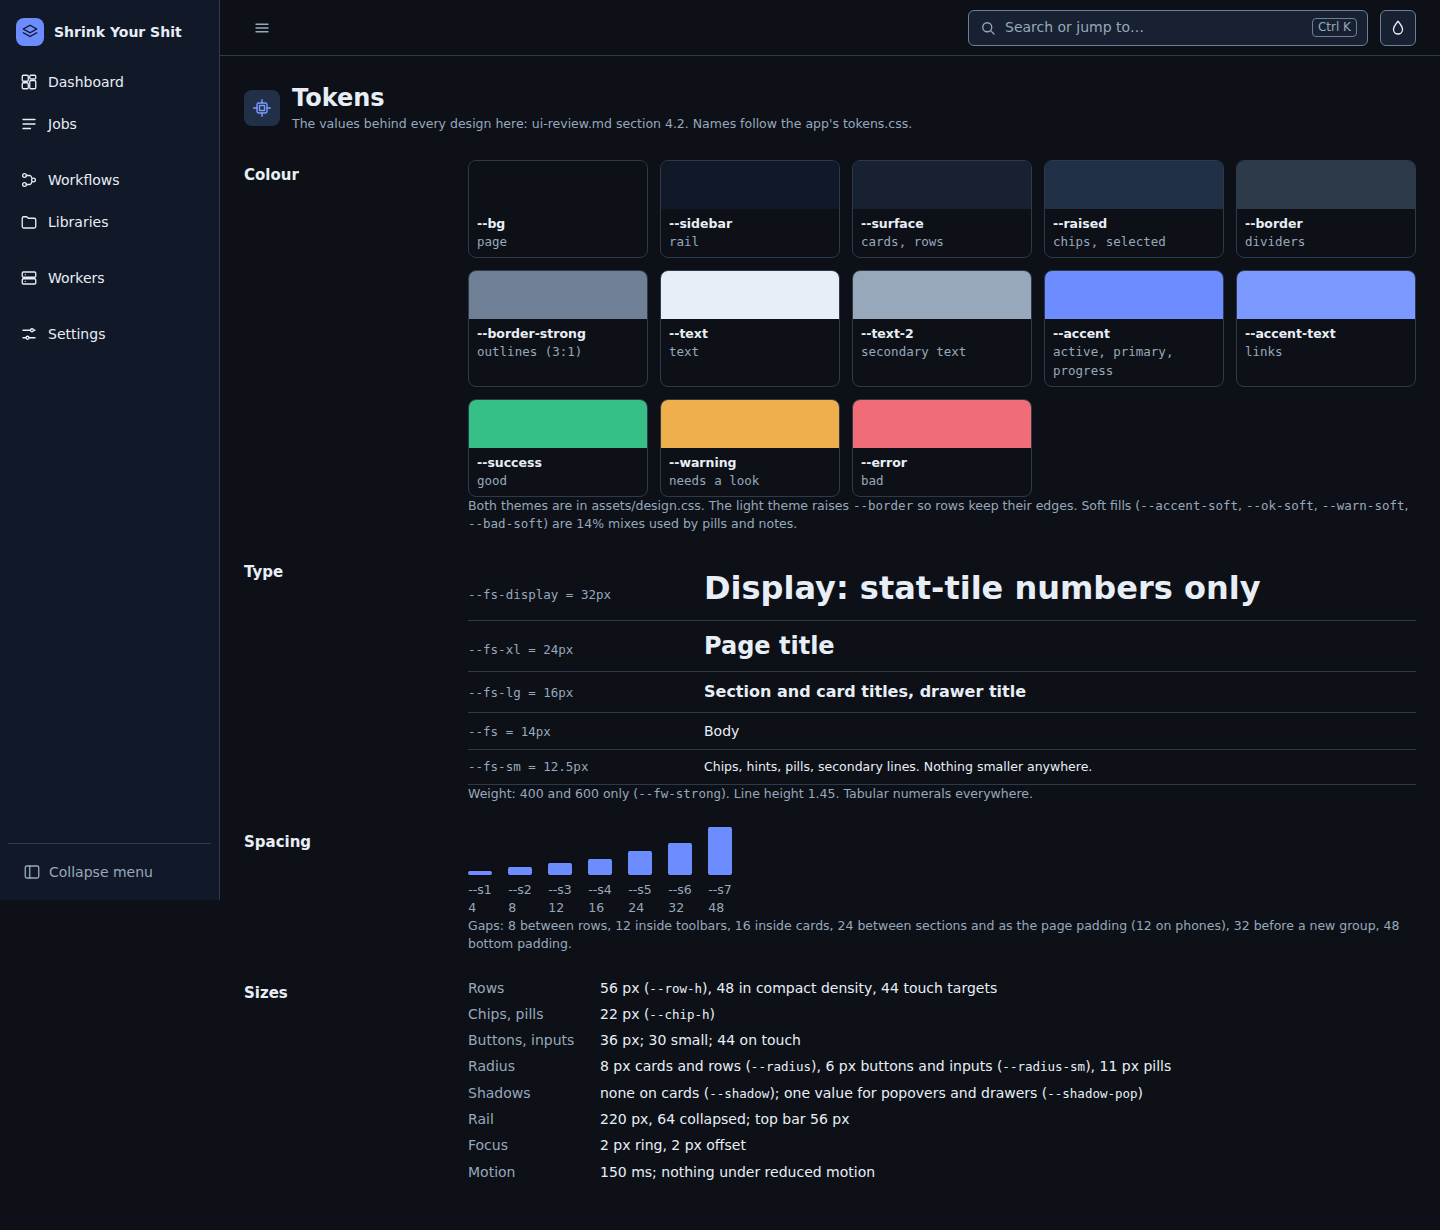 Shrink Your Shit
Search or jump to...
Ctrl K
Dashboard
Jobs
Workflows
Libraries
Workers
Settings
Collapse menu
Tokens
The values behind every design here: ui-review.md section 4.2. Names follow the app's tokens.css.
Colour
--bg
page
--sidebar
rail
--surface
cards, rows
--raised
chips, selected
--border
dividers
--border-strong
outlines (3:1)
--text
text
--text-2
secondary text
--accent
active, primary,
progress
--accent-text
links
--success
good
--warning
needs a look
--error
bad
Both themes are in assets/design.css. The light theme raises --border so rows keep their edges. Soft fills (--accent-soft, --ok-soft, --warn-soft,
--bad-soft) are 14% mixes used by pills and notes.
Type
--fs-display = 32px
Display: stat-tile numbers only
--fs-xl = 24px
Page title
--fs-lg = 16px
Section and card titles, drawer title
--fs = 14px
Body
--fs-sm = 12.5px
Chips, hints, pills, secondary lines. Nothing smaller anywhere.
Weight: 400 and 600 only (--fw-strong). Line height 1.45. Tabular numerals everywhere.
Spacing
--s1 --s2 --s3 --s4 --s5 --s6 --s7
4 8 12 16 24 32 48
Gaps: 8 between rows, 12 inside toolbars, 16 inside cards, 24 between sections and as the page padding (12 on phones), 32 before a new group, 48
bottom padding.
Sizes
Rows 56 px (--row-h), 48 in compact density, 44 touch targets
Chips, pills 22 px (--chip-h)
Buttons, inputs 36 px; 30 small; 44 on touch
Radius 8 px cards and rows (--radius), 6 px buttons and inputs (--radius-sm), 11 px pills
Shadows none on cards (--shadow); one value for popovers and drawers (--shadow-pop)
Rail 220 px, 64 collapsed; top bar 56 px
Focus 2 px ring, 2 px offset
Motion 150 ms; nothing under reduced motion